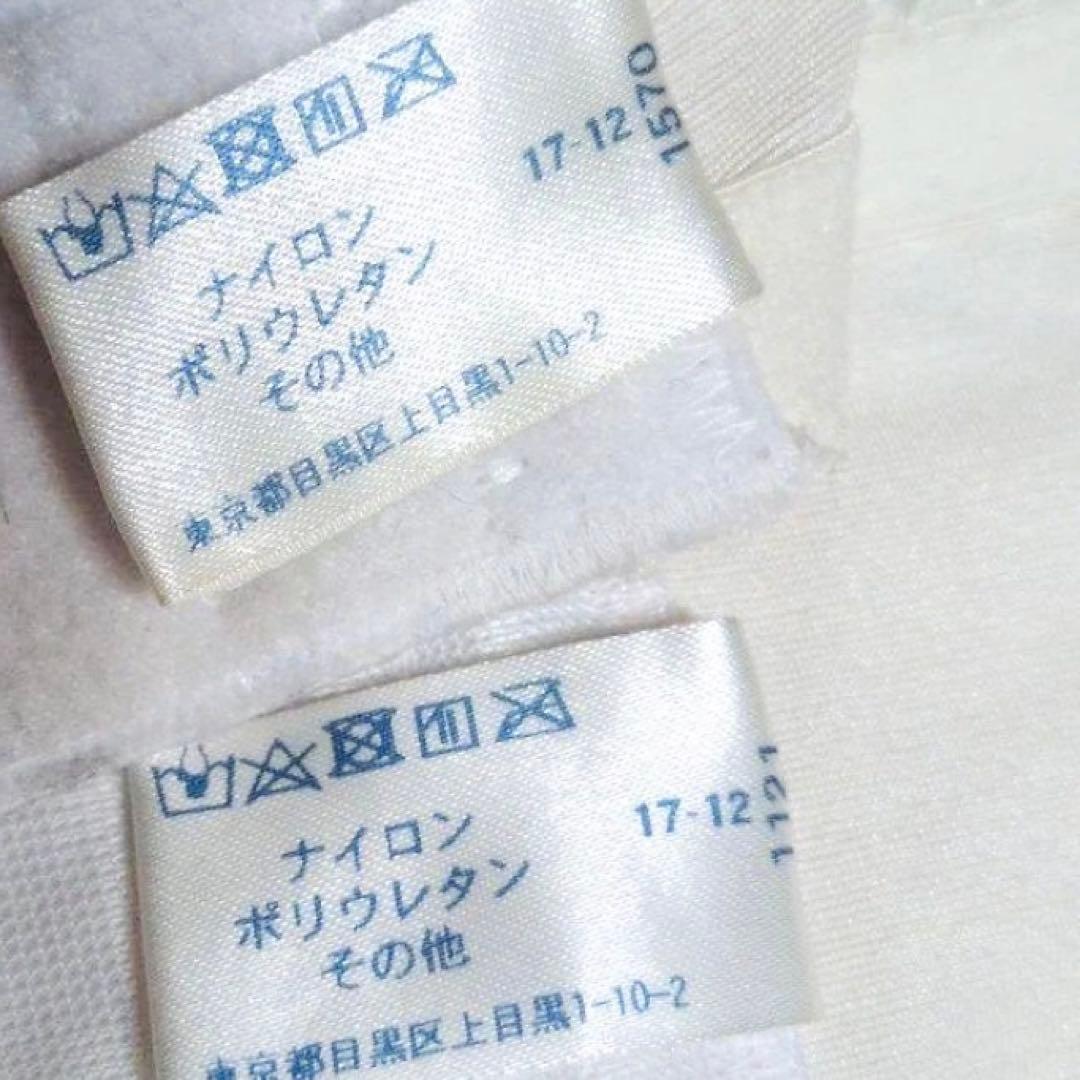 17-12
1570
ナイロン
ポリウレタン
その他
東京都目黒区上目黒1-10-2
17-12
1121
ナイロン
ポリウレタン
その他
東京都目黒区上目黒1-10-2